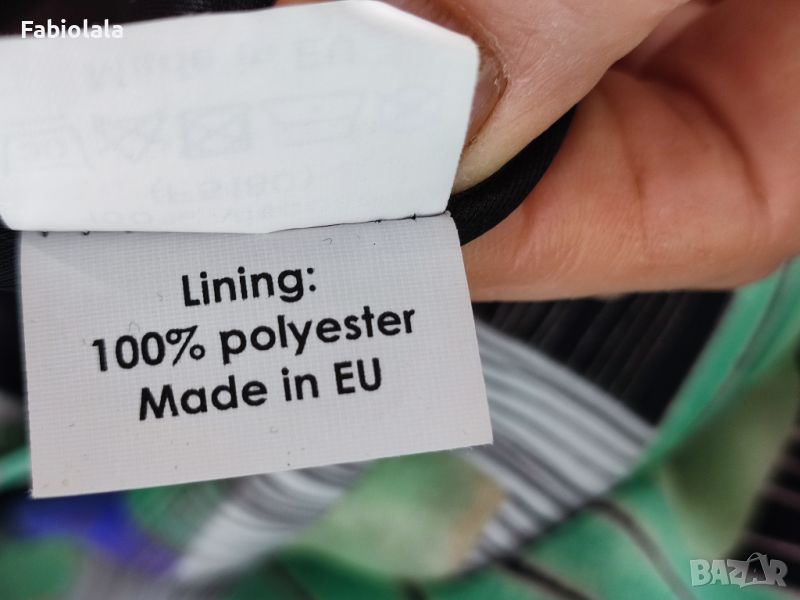 Fabiolala
Lining:
100% polyester
Made in EU
BAZAR